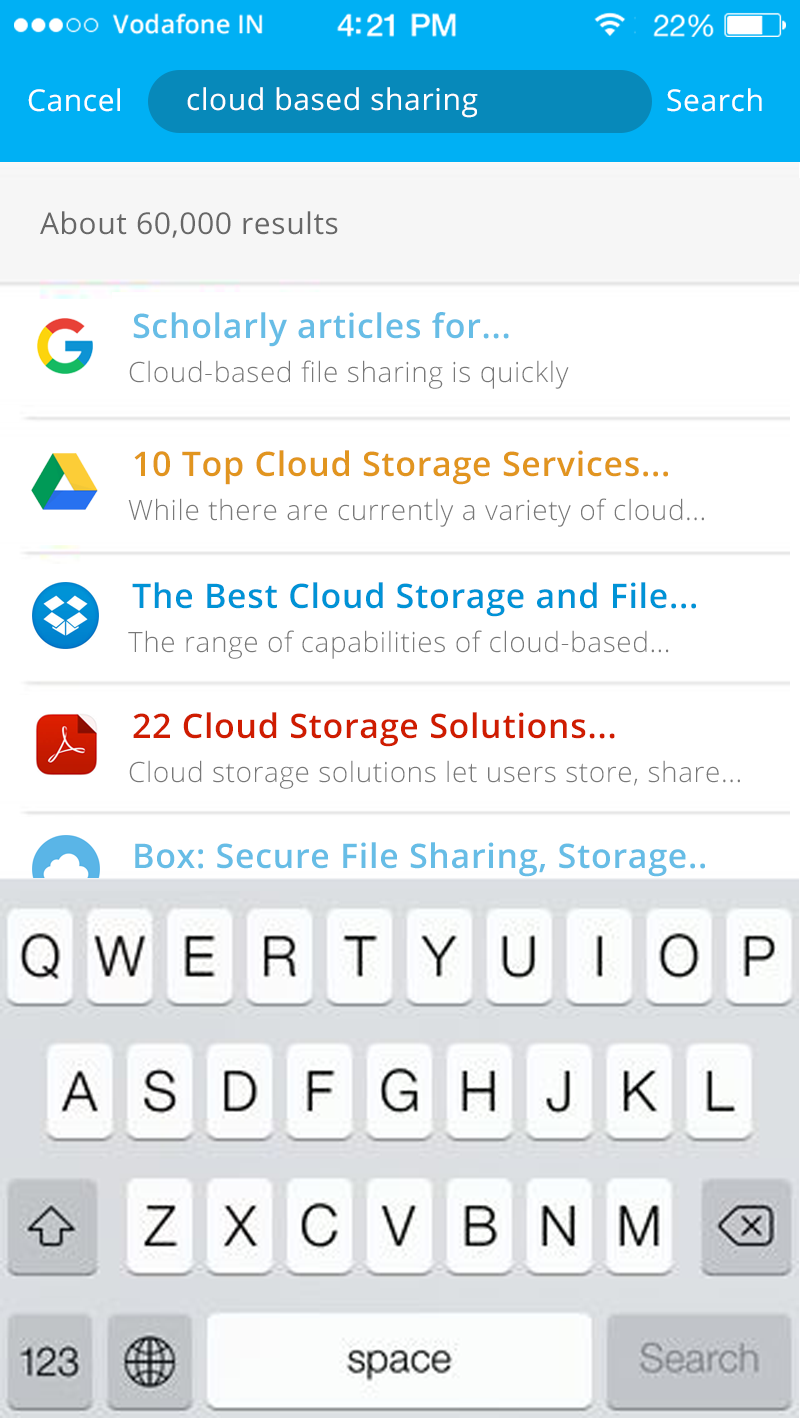 Vodafone IN 4:21 PM 22%
Cancel cloud based sharing Search
About 60,000 results
Scholarly articles for...
Cloud-based file sharing is quickly
10 Top Cloud Storage Services...
While there are currently a variety of cloud...
The Best Cloud Storage and File...
The range of capabilities of cloud-based...
22 Cloud Storage Solutions...
Cloud storage solutions let users store, share...
Box: Secure File Sharing, Storage..
Q W E R T Y U I O P
A S D F G H J K L
Z X C V B N M
123 space Search